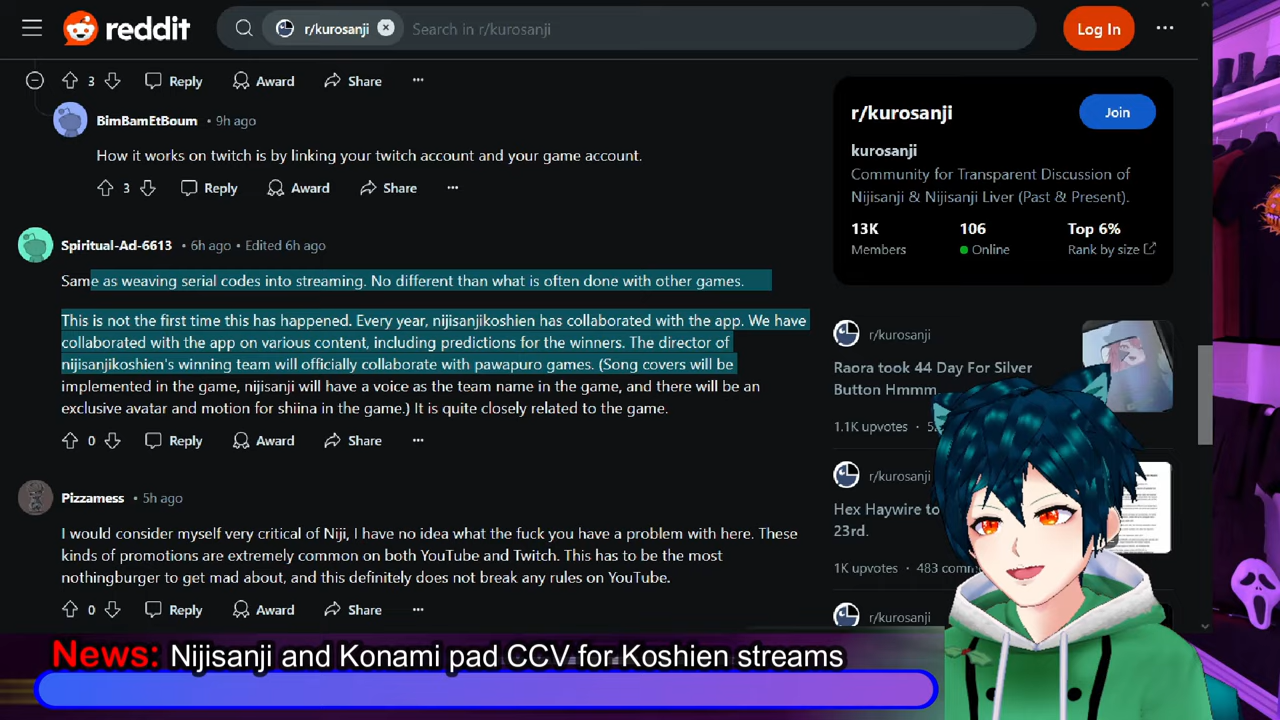 reddit
r/kurosanji
Search in r/kurosanji
Log In
3
Reply
Award
Share
BimBamEtBoum • 9h ago
How it works on twitch is by linking your twitch account and your game account.
3
Reply
Award
Share
Spiritual-Ad-6613 • 6h ago • Edited 6h ago
Same as weaving serial codes into streaming. No different than what is often done with other games.
This is not the first time this has happened. Every year, nijisanjikoshien has collaborated with the app. We have
collaborated with the app on various content, including predictions for the winners. The director of
nijisanjikoshien's winning team will officially collaborate with pawapuro games. (Song covers will be
implemented in the game, nijisanji will have a voice as the team name in the game, and there will be an
exclusive avatar and motion for shiina in the game.) It is quite closely related to the game.
0
Reply
Award
Share
Pizzamess • 5h ago
I would consider myself very critical of Niji. I have no
what the fuck you ha
problem with here. These
kinds of promotions are extremely common on both
Tube and Twitch. This has to be the most
nothingburger to get mad about, and this definitely does not break any rules on YouTube.
0
Reply
Award
Share
r/kurosanji
Join
kurosanji
Community for Transparent Discussion of
Nijisanji & Nijisanji Liver (Past & Present).
13K
106
Top 6%
Members
Online
Rank by size
r/kurosanji
Raora took 44 Day For Silver
Button Hmmm
1.1K upvotes
r/kurosanji
Hex Haywire to
23rd.
1K upvotes • 483 comm
r/kurosanji
News: Nijisanji and Konami pad CCV for Koshien streams